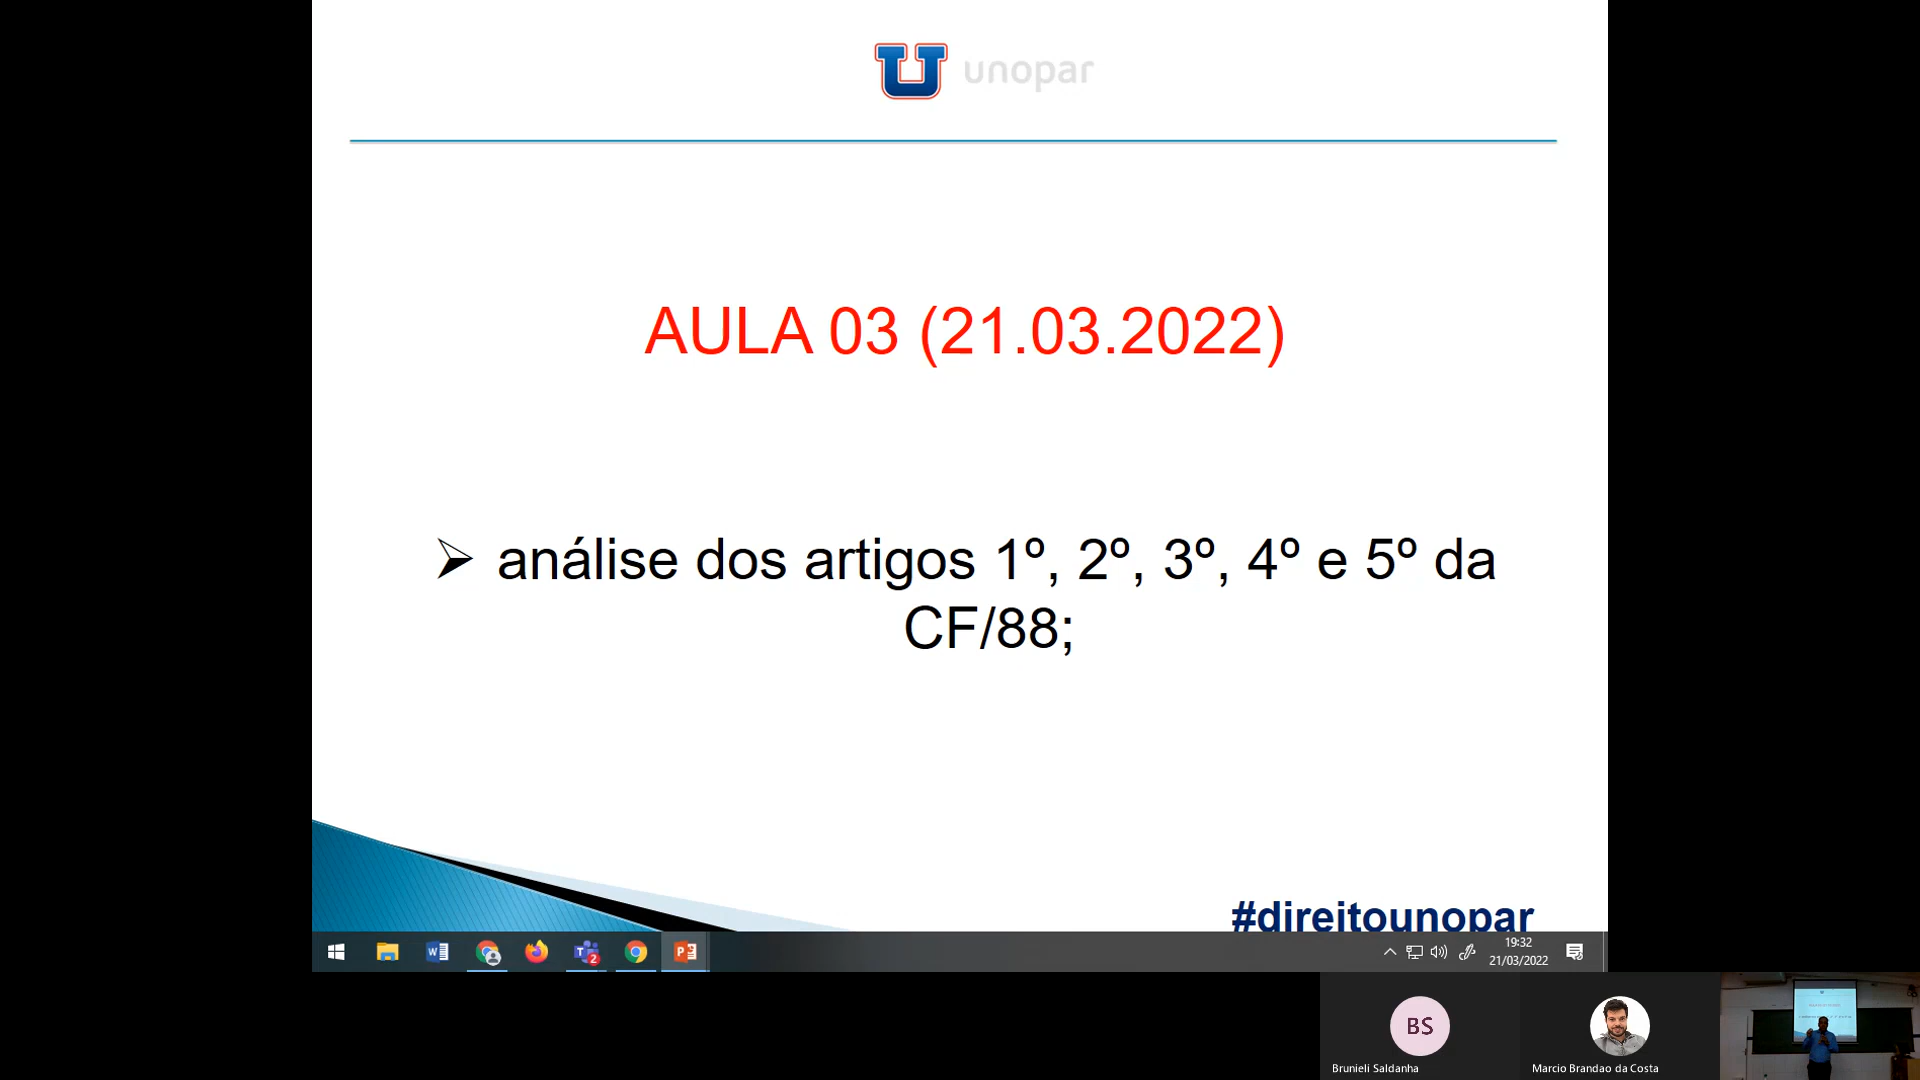 unopar
AULA 03 (21.03.2022)
análise dos artigos 1º, 2º, 3º, 4º e 5º da
CF/88;
#direitounopar
19:32
21/03/2022
2
BS
Brunieli Saldanha
Marcio Brandao da Costa